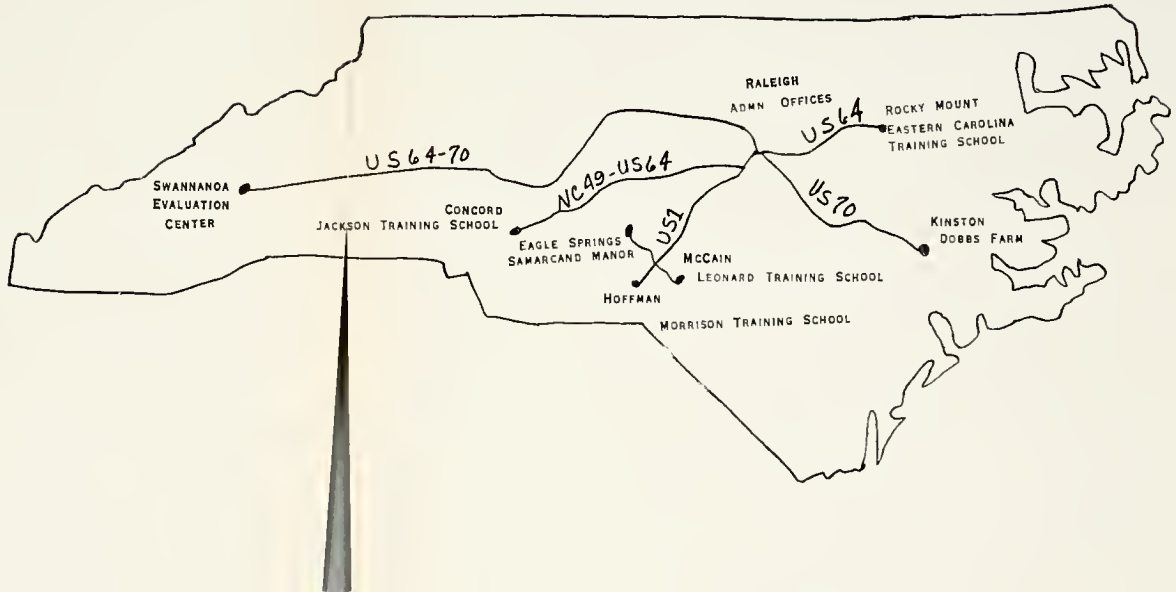 RALEIGH
ADMN OFFICES
US64
ROCKY MOUNT
EASTERN CAROLINA
TRAINING SCHOOL
US64-70
NC49-US64
SWANNANOA
EVALUATION
CENTER
CONCORD
JACKSON TRAINING SCHOOL
US1
US70
KINSTON
DOBBS FARM
EAGLE SPRINGS
SAMARCAND MANOR
MCCAIN
LEONARD TRAINING SCHOOL
HOFFMAN
MORRISON TRAINING SCHOOL